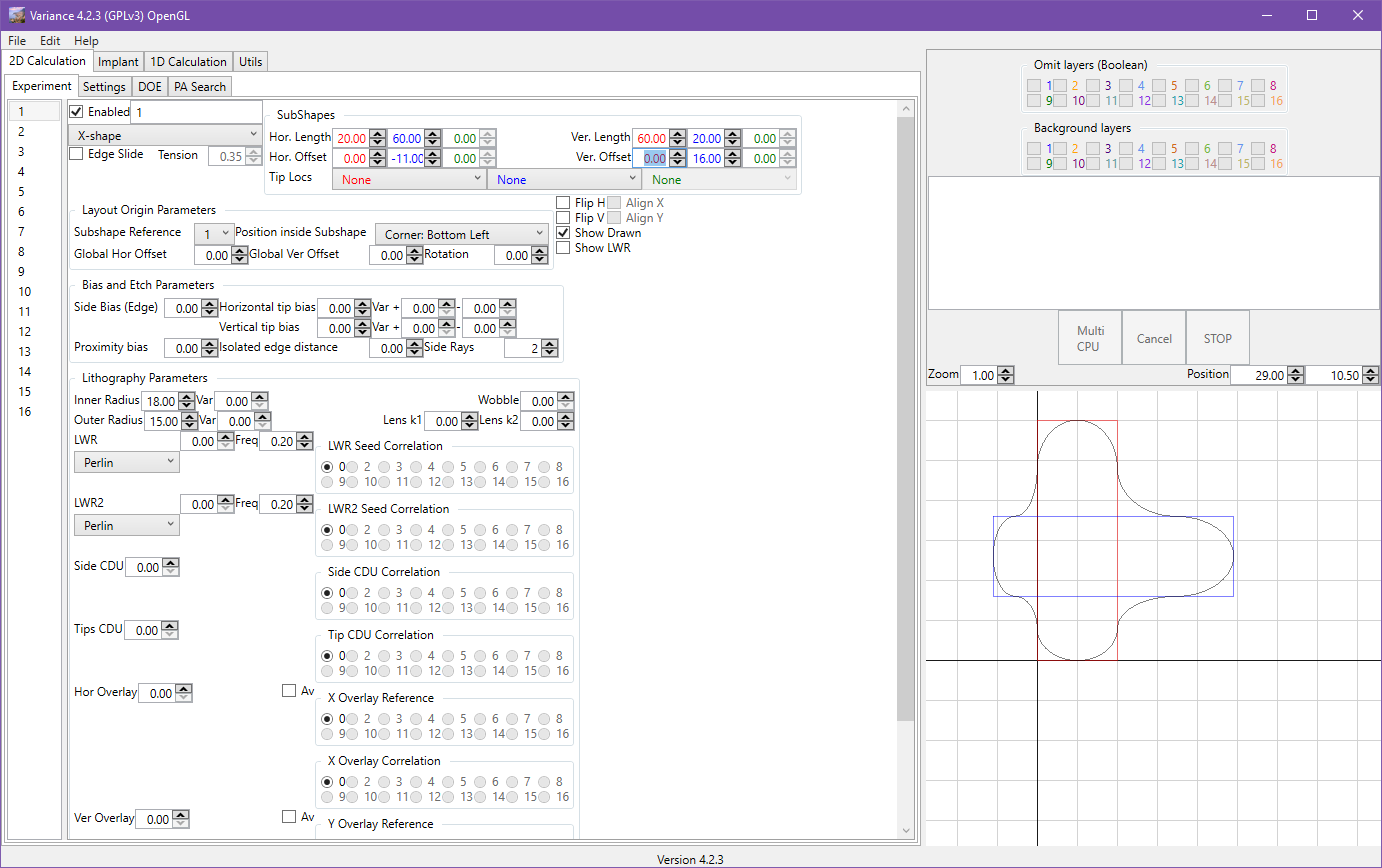 Variance 4.2.3 (GPLv3) OpenGL
File Edit Help
2D Calculation Implant 1D Calculation Utils
Experiment Settings DOE PA Search
1
2
3
4
5
6
7
8
9
10
11
12
13
14
15
16
Enabled 1
X-shape
Edge Slide Tension 0.35
SubShapes
Hor. Length 20.00 60.00 0.00 Ver. Length 60.00 20.00 0.00
Hor. Offset 0.00 -11.00 0.00 Ver. Offset 0.00 16.00 0.00
Tip Locs None None None
Layout Origin Parameters
Subshape Reference 1 Position inside Subshape Corner: Bottom Left
Global Hor Offset 0.00 Global Ver Offset 0.00 Rotation 0.00
Flip H Align X
Flip V Align Y
Show Drawn
Show LWR
Bias and Etch Parameters
Side Bias (Edge) 0.00 Horizontal tip bias 0.00 Var + 0.00 - 0.00
Vertical tip bias 0.00 Var + 0.00 - 0.00
Proximity bias 0.00 Isolated edge distance 0.00 Side Rays 2
Lithography Parameters
Inner Radius 18.00 Var 0.00 Wobble 0.00
Outer Radius 15.00 Var 0.00 Lens k1 0.00 Lens k2 0.00
LWR 0.00 Freq 0.20
Perlin
LWR Seed Correlation
0 2 3 4 5 6 7 8
9 10 11 12 13 14 15 16
LWR2 0.00 Freq 0.20
Perlin
LWR2 Seed Correlation
0 2 3 4 5 6 7 8
9 10 11 12 13 14 15 16
Side CDU 0.00
Side CDU Correlation
0 2 3 4 5 6 7 8
9 10 11 12 13 14 15 16
Tips CDU 0.00
Tip CDU Correlation
0 2 3 4 5 6 7 8
9 10 11 12 13 14 15 16
Hor Overlay 0.00 Av
X Overlay Reference
0 2 3 4 5 6 7 8
9 10 11 12 13 14 15 16
X Overlay Correlation
0 2 3 4 5 6 7 8
9 10 11 12 13 14 15 16
Ver Overlay 0.00 Av
Y Overlay Reference
Omit layers (Boolean)
1 2 3 4 5 6 7 8
9 10 11 12 13 14 15 16
Background layers
1 2 3 4 5 6 7 8
9 10 11 12 13 14 15 16
Multi
CPU
Cancel
STOP
Zoom 1.00 Position 29.00 10.50
Version 4.2.3